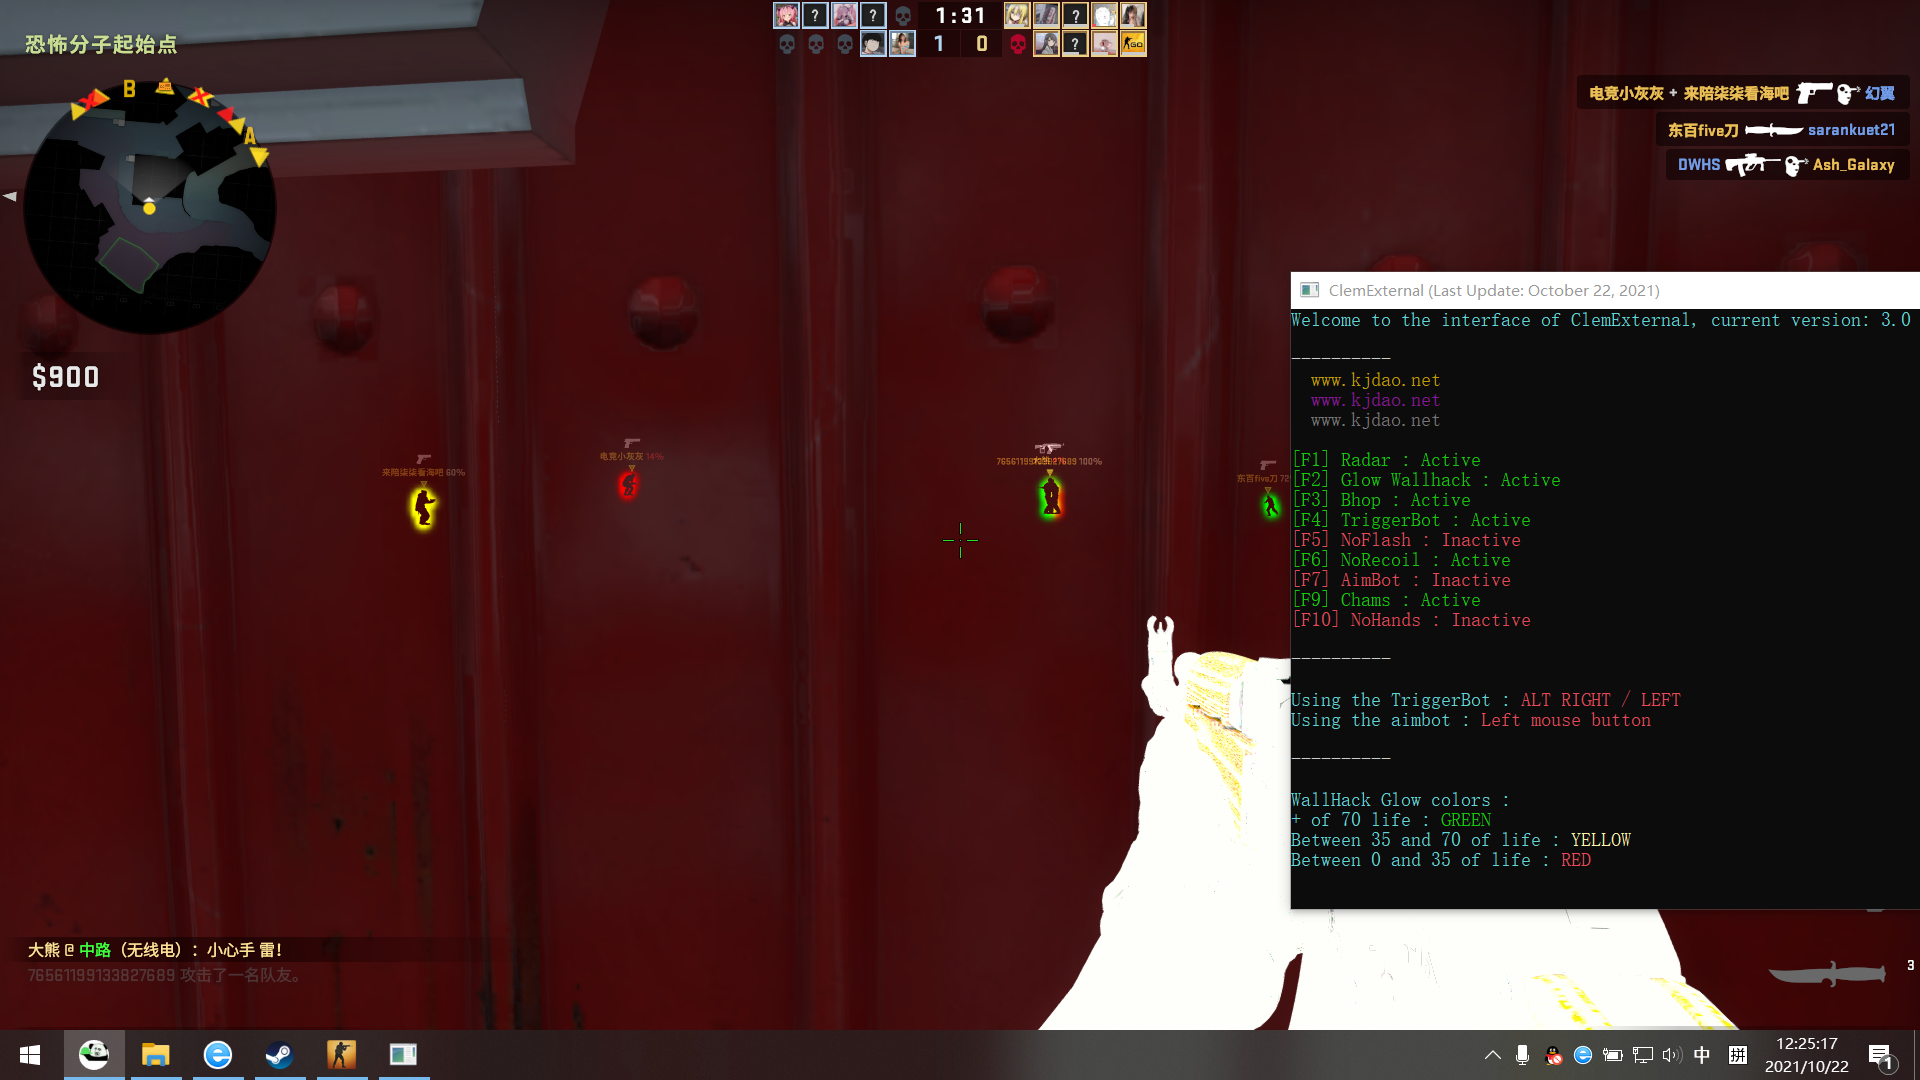 恐怖分子起始点
B
A
$900
1:31
1 0
? ? ?
?
GO
电竞小灰灰 + 来陪柒柒看海吧 幻翼
东百five刀 sarankuet21
DWHS Ash_Galaxy
来陪柒柒看海吧 60%
电竞小灰灰 14%
100%
东百five刀
ClemExternal (Last Update: October 22, 2021)
Welcome to the interface of ClemExternal, current version: 3.0
----------
www.kjdao.net
www.kjdao.net
www.kjdao.net
[F1] Radar : Active
[F2] Glow Wallhack : Active
[F3] Bhop : Active
[F4] TriggerBot : Active
[F5] NoFlash : Inactive
[F6] NoRecoil : Active
[F7] AimBot : Inactive
[F9] Chams : Active
[F10] NoHands : Inactive
----------
Using the TriggerBot : ALT RIGHT / LEFT
Using the aimbot : Left mouse button
----------
WallHack Glow colors :
+ of 70 life : GREEN
Between 35 and 70 of life : YELLOW
Between 0 and 35 of life : RED
大熊 @ 中路（无线电）：小心手 雷！
76561199133827689 攻击了一名队友。
3
中
拼
12:25:17
2021/10/22
1